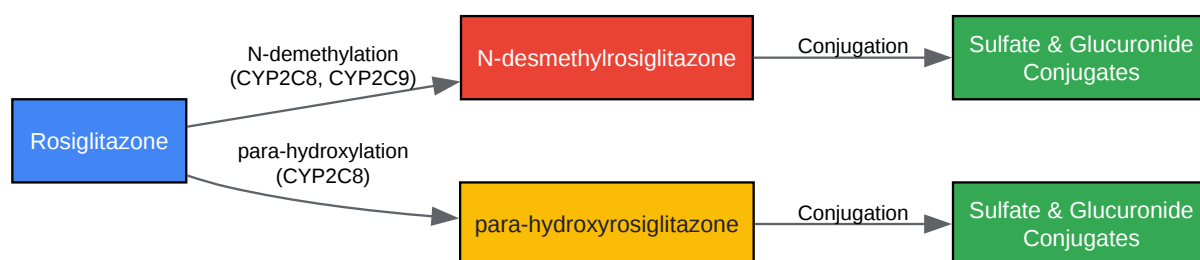 Rosiglitazone
N-demethylation
(CYP2C8, CYP2C9)
N-desmethylrosiglitazone
Conjugation
Sulfate & Glucuronide
Conjugates
para-hydroxylation
(CYP2C8)
para-hydroxyrosiglitazone
Conjugation
Sulfate & Glucuronide
Conjugates